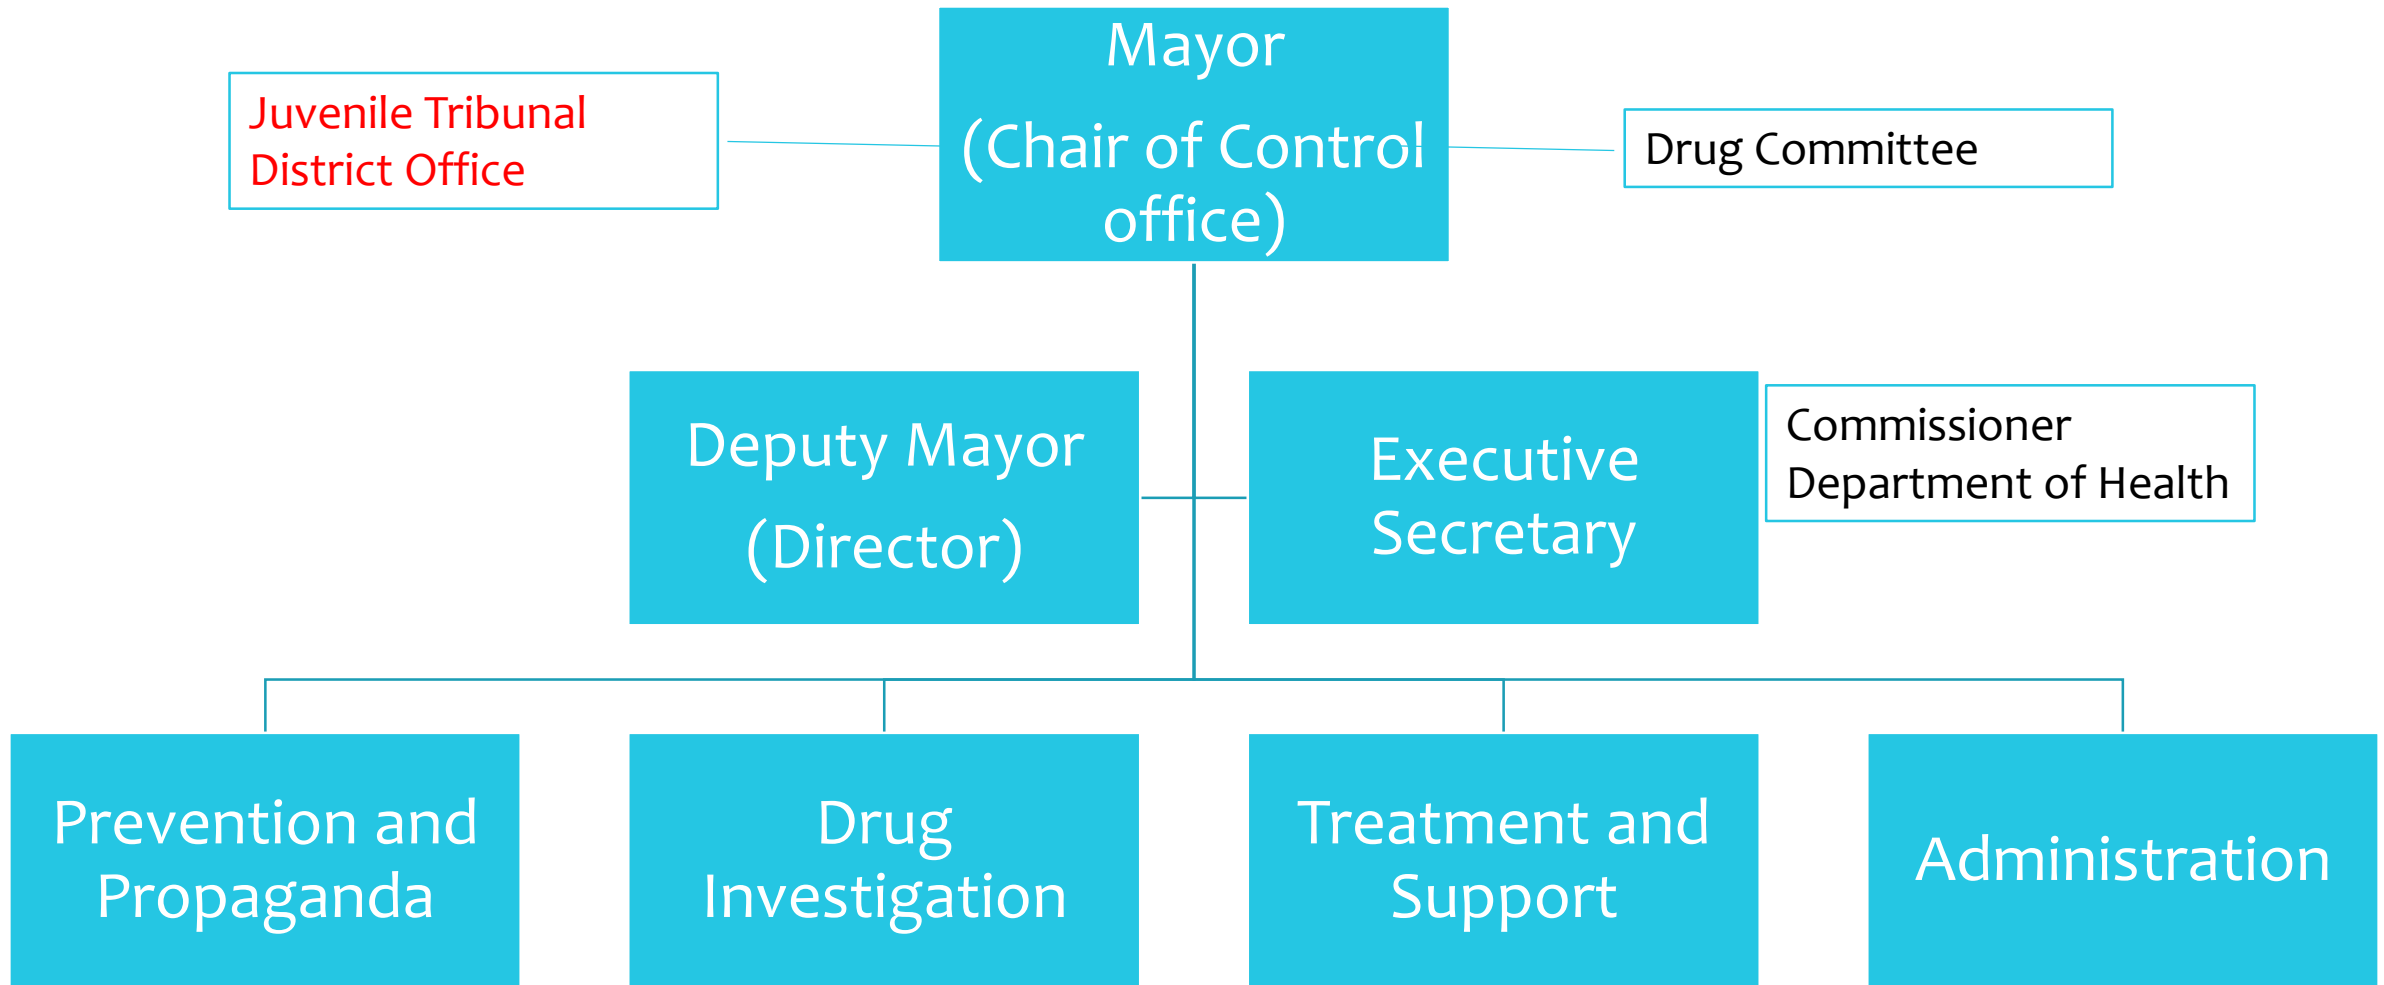 Mayor
(Chair of Control
office)
Juvenile Tribunal
District Office
Drug Committee
Deputy Mayor
(Director)
Executive
Secretary
Commissioner
Department of Health
Prevention and
Propaganda
Drug
Investigation
Treatment and
Support
Administration